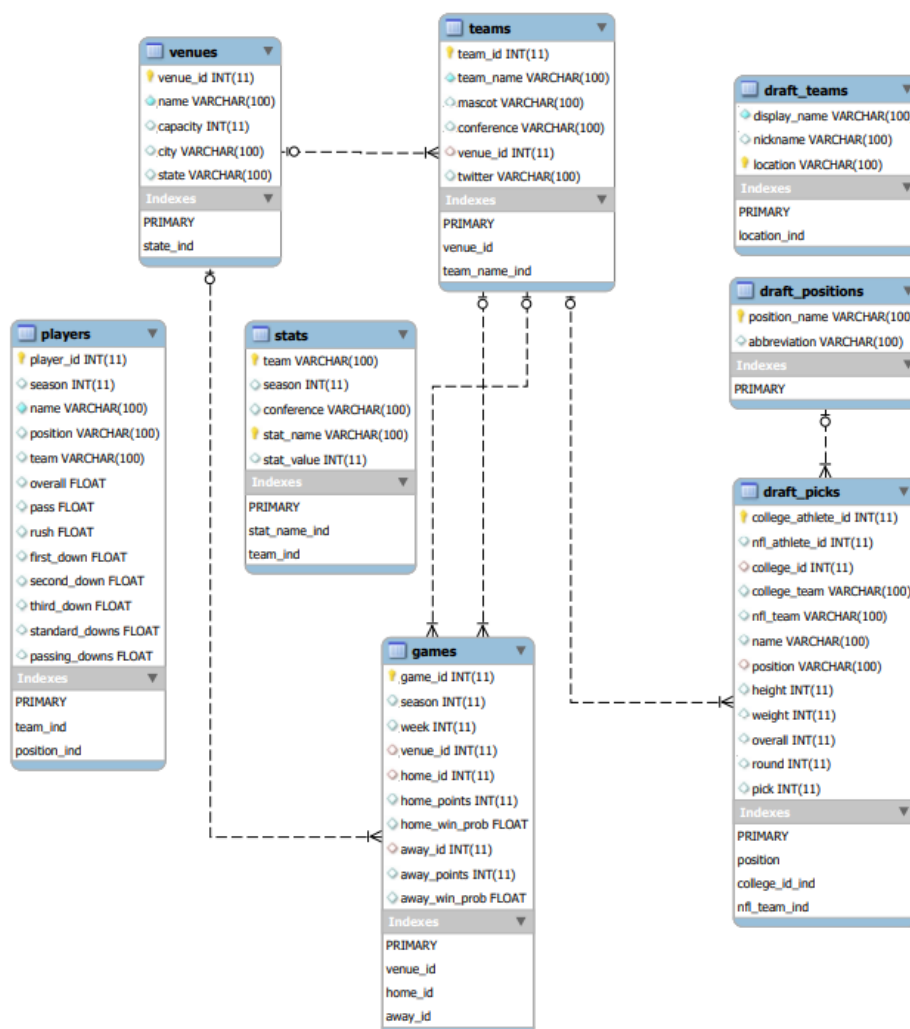 venues
venue_id INT(11)
name VARCHAR(100)
capacity INT(11)
city VARCHAR(100)
state VARCHAR(100)
Indexes
PRIMARY
state_ind
teams
team_id INT(11)
team_name VARCHAR(100)
mascot VARCHAR(100)
conference VARCHAR(100)
venue_id INT(11)
twitter VARCHAR(100)
Indexes
PRIMARY
venue_id
team_name_ind
draft_teams
display_name VARCHAR(100
nickname VARCHAR(100)
location VARCHAR(100)
Indexes
PRIMARY
location_ind
draft_positions
position_name VARCHAR(100
abbreviation VARCHAR(100)
Indexes
PRIMARY
players
player_id INT(11)
season INT(11)
name VARCHAR(100)
position VARCHAR(100)
team VARCHAR(100)
overall FLOAT
pass FLOAT
rush FLOAT
first_down FLOAT
second_down FLOAT
third_down FLOAT
standard_downs FLOAT
passing_downs FLOAT
Indexes
PRIMARY
team_ind
position_ind
stats
team VARCHAR(100)
season INT(11)
conference VARCHAR(100)
stat_name VARCHAR(100)
stat_value INT(11)
Indexes
PRIMARY
stat_name_ind
team_ind
draft_picks
college_athlete_id INT(11)
nfl_athlete_id INT(11)
college_id INT(11)
college_team VARCHAR(100)
nfl_team VARCHAR(100)
name VARCHAR(100)
position VARCHAR(100)
height INT(11)
weight INT(11)
overall INT(11)
round INT(11)
pick INT(11)
Indexes
PRIMARY
position
college_id_ind
nfl_team_ind
games
game_id INT(11)
season INT(11)
week INT(11)
venue_id INT(11)
home_id INT(11)
home_points INT(11)
home_win_prob FLOAT
away_id INT(11)
away_points INT(11)
away_win_prob FLOAT
Indexes
PRIMARY
venue_id
home_id
away_id